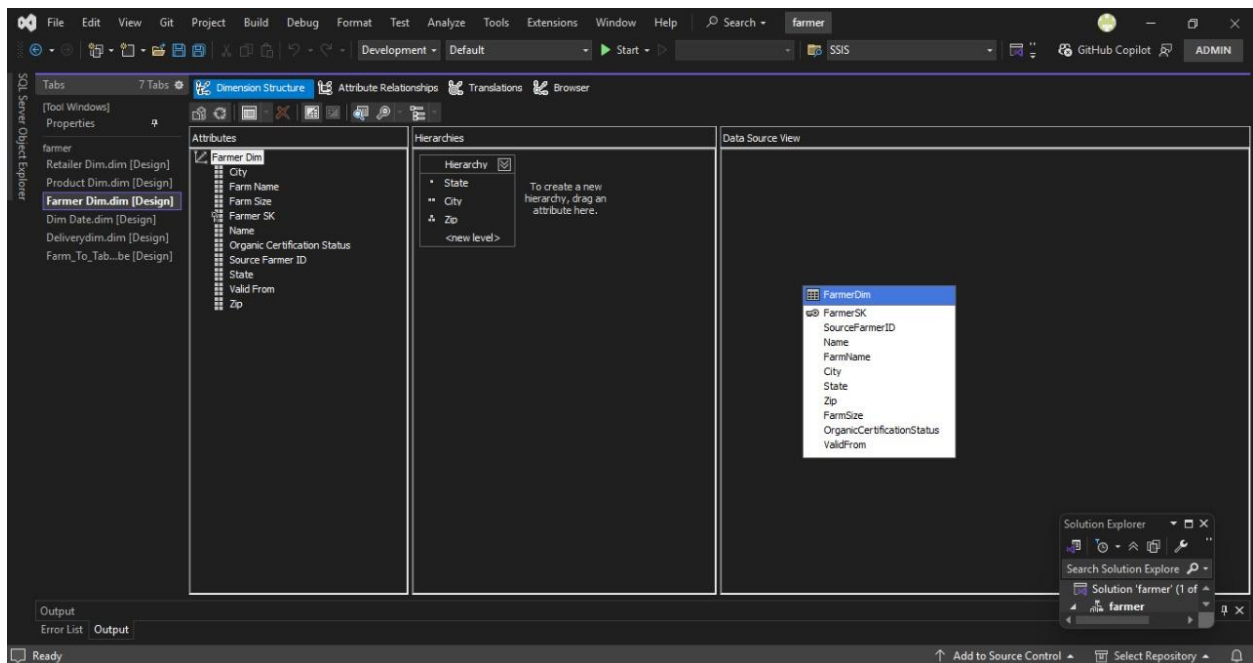 File Edit View Git Project Build Debug Format Test Analyze Tools Extensions Window Help Search farmer
Development Default Start SSIS GitHub Copilot ADMIN
SQL Server Object Explorer
Tabs 7 Tabs
[Tool Windows]
Properties
farmer
Retailer Dim.dim [Design]
Product Dim.dim [Design]
Farmer Dim.dim [Design]
Dim Date.dim [Design]
Deliverydim.dim [Design]
Farm_To_Tab...be [Design]
Dimension Structure Attribute Relationships Translations Browser
Attributes
Farmer Dim
City
Farm Name
Farm Size
Farmer SK
Name
Organic Certification Status
Source Farmer ID
State
Valid From
Zip
Hierarchies
Hierarchy
State
City
Zip
<new level>
To create a new
hierarchy, drag an
attribute here.
Data Source View
FarmerDim
FarmerSK
SourceFarmerID
Name
FarmName
City
State
Zip
FarmSize
OrganicCertificationStatus
ValidFrom
Solution Explorer
Search Solution Explore
Solution 'farmer' (1 of
farmer
Output
Error List Output
Ready Add to Source Control Select Repository